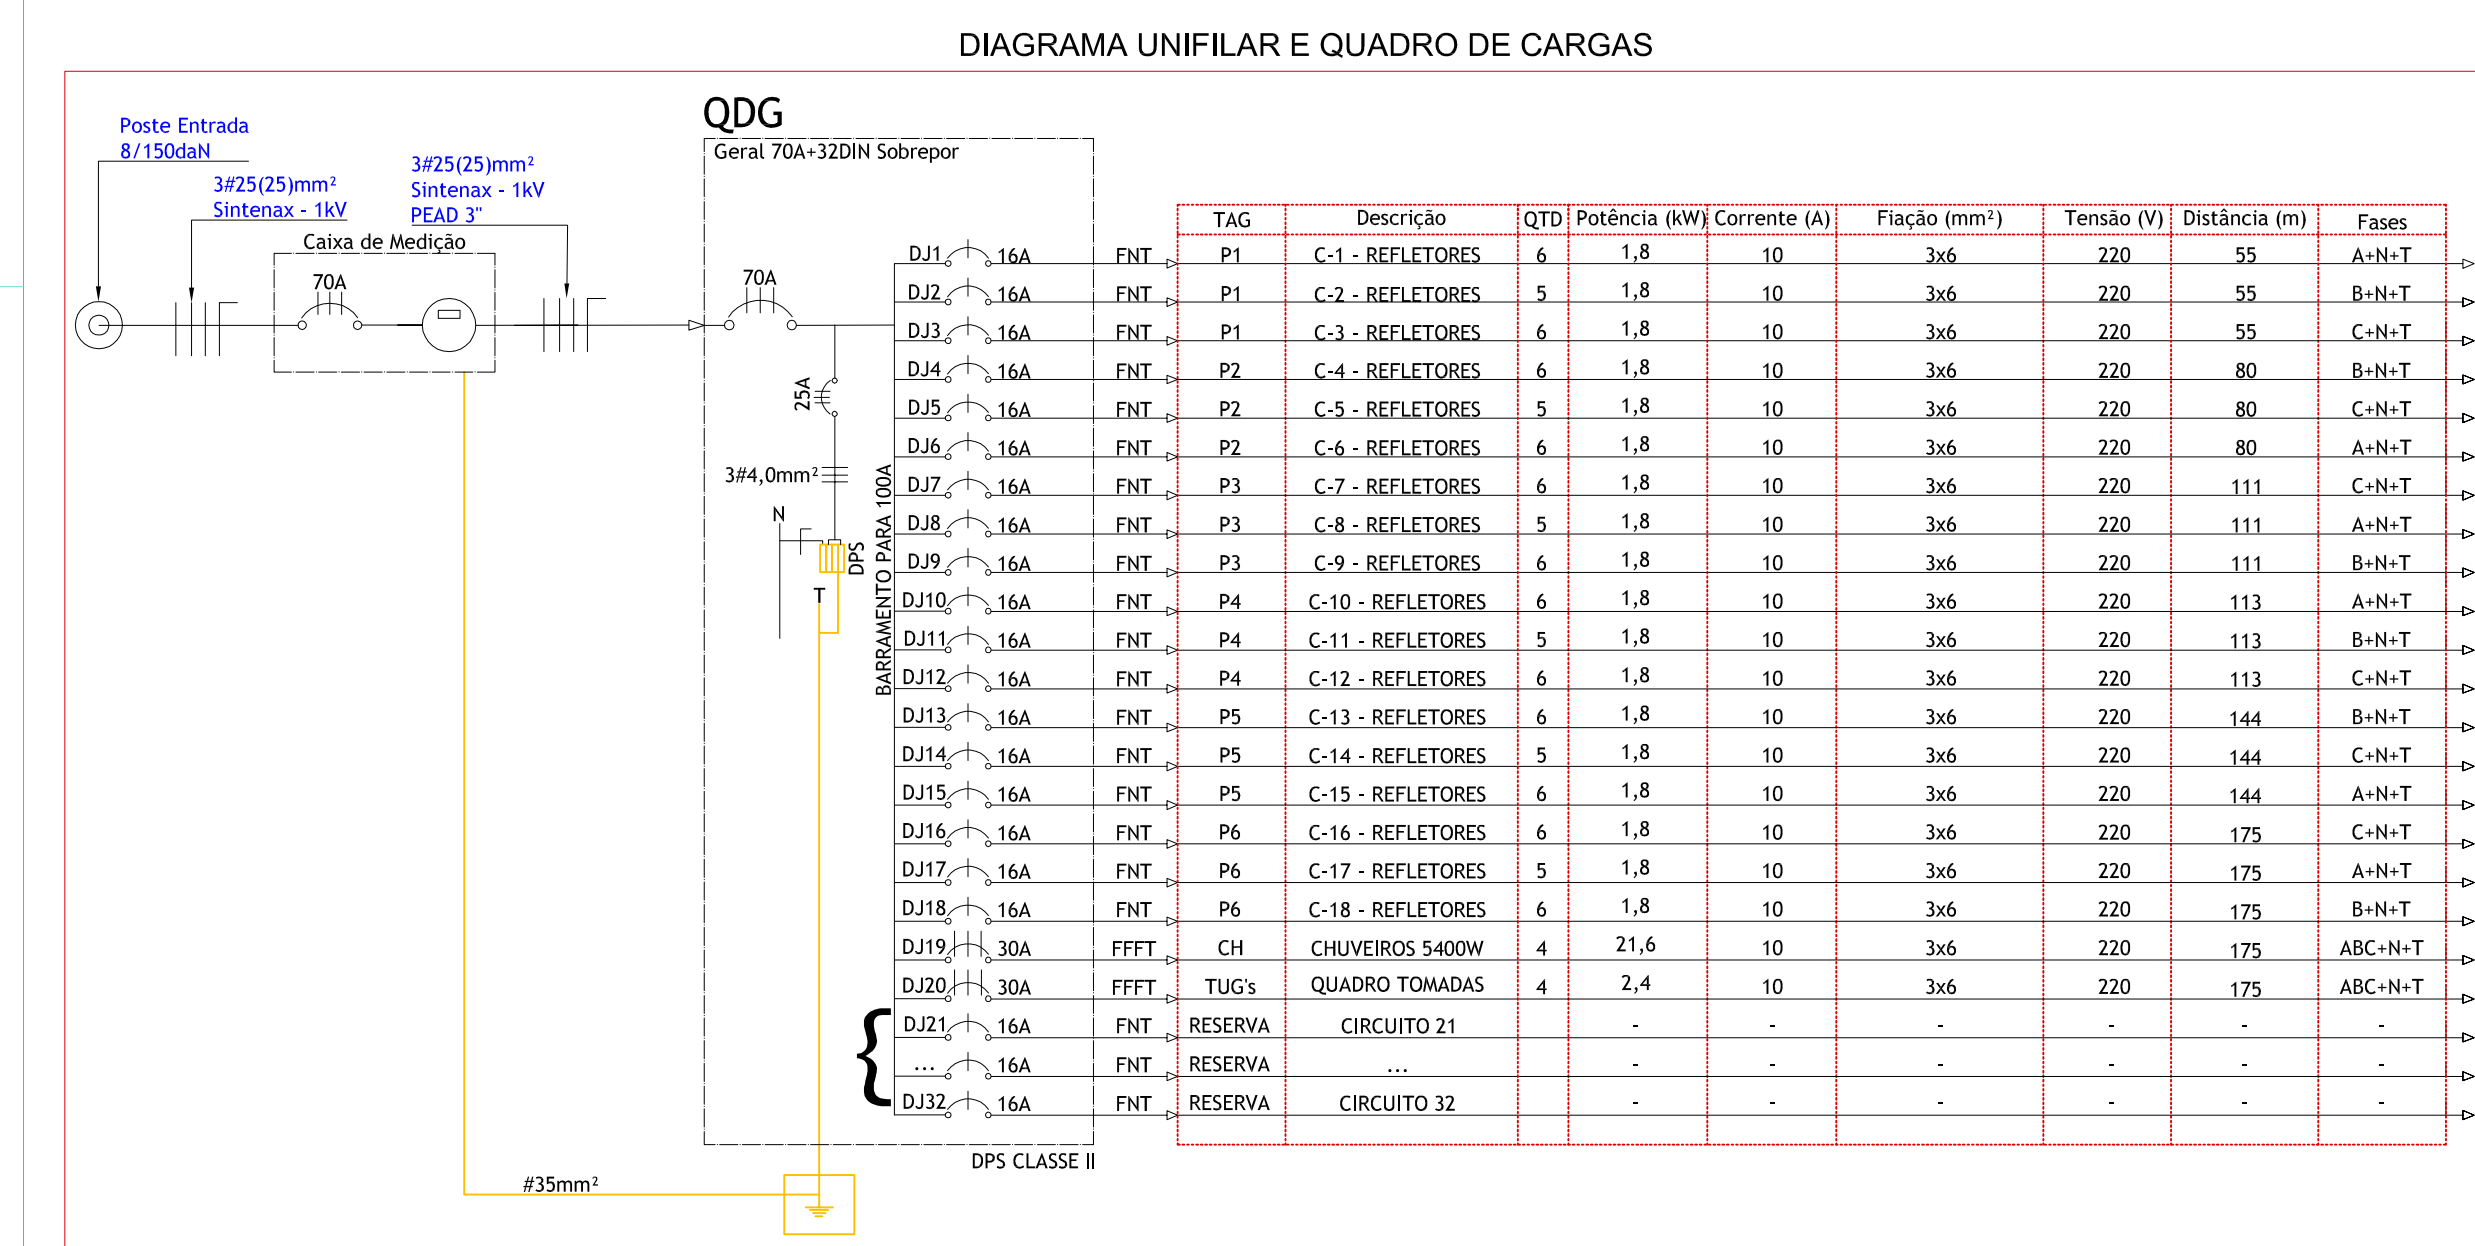 DIAGRAMA UNIFILAR E QUADRO DE CARGAS
Poste Entrada
8/150daN
3#25(25)mm²
Sintenax - 1kV
3#25(25)mm²
Sintenax - 1kV
PEAD 3"
Caixa de Medição
70A
QDG
Geral 70A+32DIN Sobrepor
70A
25A
3#4,0mm²
N
DPS
T
BARRAMENTO PARA 100A
TAG Descrição QTD Potência (kW) Corrente (A) Fiação (mm²) Tensão (V) Distância (m) Fases
DJ1 16A FNT P1 C-1 - REFLETORES 6 1,8 10 3x6 220 55 A+N+T
DJ2 16A FNT P1 C-2 - REFLETORES 5 1,8 10 3x6 220 55 B+N+T
DJ3 16A FNT P1 C-3 - REFLETORES 6 1,8 10 3x6 220 55 C+N+T
DJ4 16A FNT P2 C-4 - REFLETORES 6 1,8 10 3x6 220 80 B+N+T
DJ5 16A FNT P2 C-5 - REFLETORES 5 1,8 10 3x6 220 80 C+N+T
DJ6 16A FNT P2 C-6 - REFLETORES 6 1,8 10 3x6 220 80 A+N+T
DJ7 16A FNT P3 C-7 - REFLETORES 6 1,8 10 3x6 220 111 C+N+T
DJ8 16A FNT P3 C-8 - REFLETORES 5 1,8 10 3x6 220 111 A+N+T
DJ9 16A FNT P3 C-9 - REFLETORES 6 1,8 10 3x6 220 111 B+N+T
DJ10 16A FNT P4 C-10 - REFLETORES 6 1,8 10 3x6 220 113 A+N+T
DJ11 16A FNT P4 C-11 - REFLETORES 5 1,8 10 3x6 220 113 B+N+T
DJ12 16A FNT P4 C-12 - REFLETORES 6 1,8 10 3x6 220 113 C+N+T
DJ13 16A FNT P5 C-13 - REFLETORES 6 1,8 10 3x6 220 144 B+N+T
DJ14 16A FNT P5 C-14 - REFLETORES 5 1,8 10 3x6 220 144 C+N+T
DJ15 16A FNT P5 C-15 - REFLETORES 6 1,8 10 3x6 220 144 A+N+T
DJ16 16A FNT P6 C-16 - REFLETORES 6 1,8 10 3x6 220 175 C+N+T
DJ17 16A FNT P6 C-17 - REFLETORES 5 1,8 10 3x6 220 175 A+N+T
DJ18 16A FNT P6 C-18 - REFLETORES 6 1,8 10 3x6 220 175 B+N+T
DJ19 30A FFFT CH CHUVEIROS 5400W 4 21,6 10 3x6 220 175 ABC+N+T
DJ20 30A FFFT TUG's QUADRO TOMADAS 4 2,4 10 3x6 220 175 ABC+N+T
DJ21 16A FNT RESERVA CIRCUITO 21 - - - - - -
... 16A FNT RESERVA ... - - - - - -
DJ32 16A FNT RESERVA CIRCUITO 32 - - - - - -
DPS CLASSE II
#35mm²